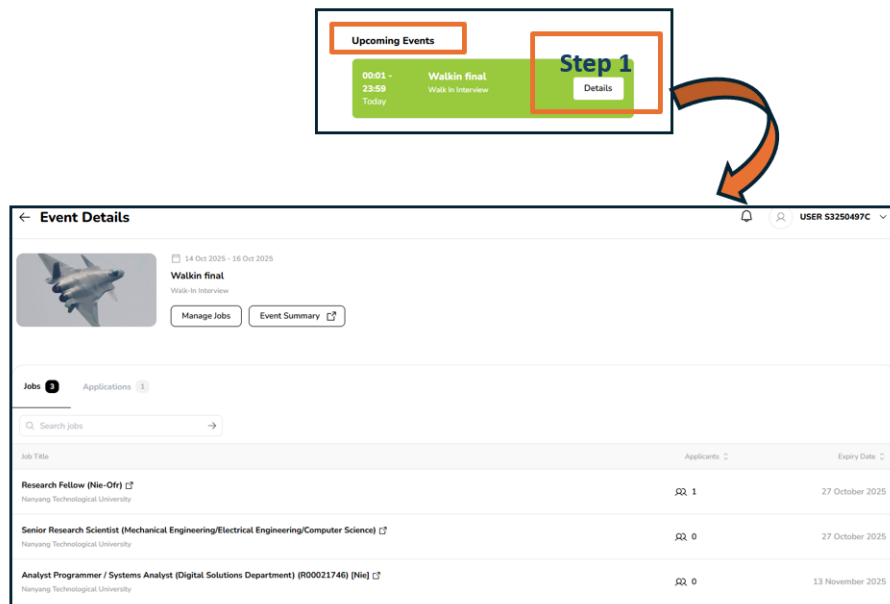 Upcoming Events
Step 1
00:01 -
23:59
Today
Walkin final
Walk In Interview
Details
Event Details
USER S3250497C
14 Oct 2025 - 16 Oct 2025
Walkin final
Walk-In Interview
Manage Jobs
Event Summary
Jobs 3
Applications 1
Search jobs
Job Title
Applicants
Expiry Date
Research Fellow (Nie-Ofr)
Nanyang Technological University
1
27 October 2025
Senior Research Scientist (Mechanical Engineering/Electrical Engineering/Computer Science)
Nanyang Technological University
0
27 October 2025
Analyst Programmer / Systems Analyst (Digital Solutions Department) (R00021746) [Nie]
Nanyang Technological University
0
13 November 2025